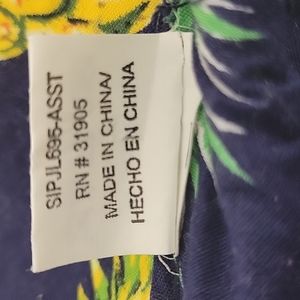 SIPJL695-ASST
RN # 31905
MADE IN CHINA/
HECHO EN CHINA